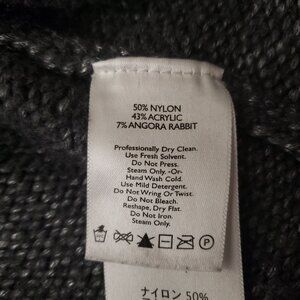 50% NYLON
43% ACRYLIC
7% ANGORA RABBIT
Professionally Dry Clean.
Use Fresh Solvent.
Do Not Press.
Steam Only. -Or-
Hand Wash Cold.
Use Mild Detergent.
Do Not Wring Or Twist.
Do Not Bleach.
Reshape, Dry Flat.
Do Not Iron.
Steam Only.
P
ナイロン 50%